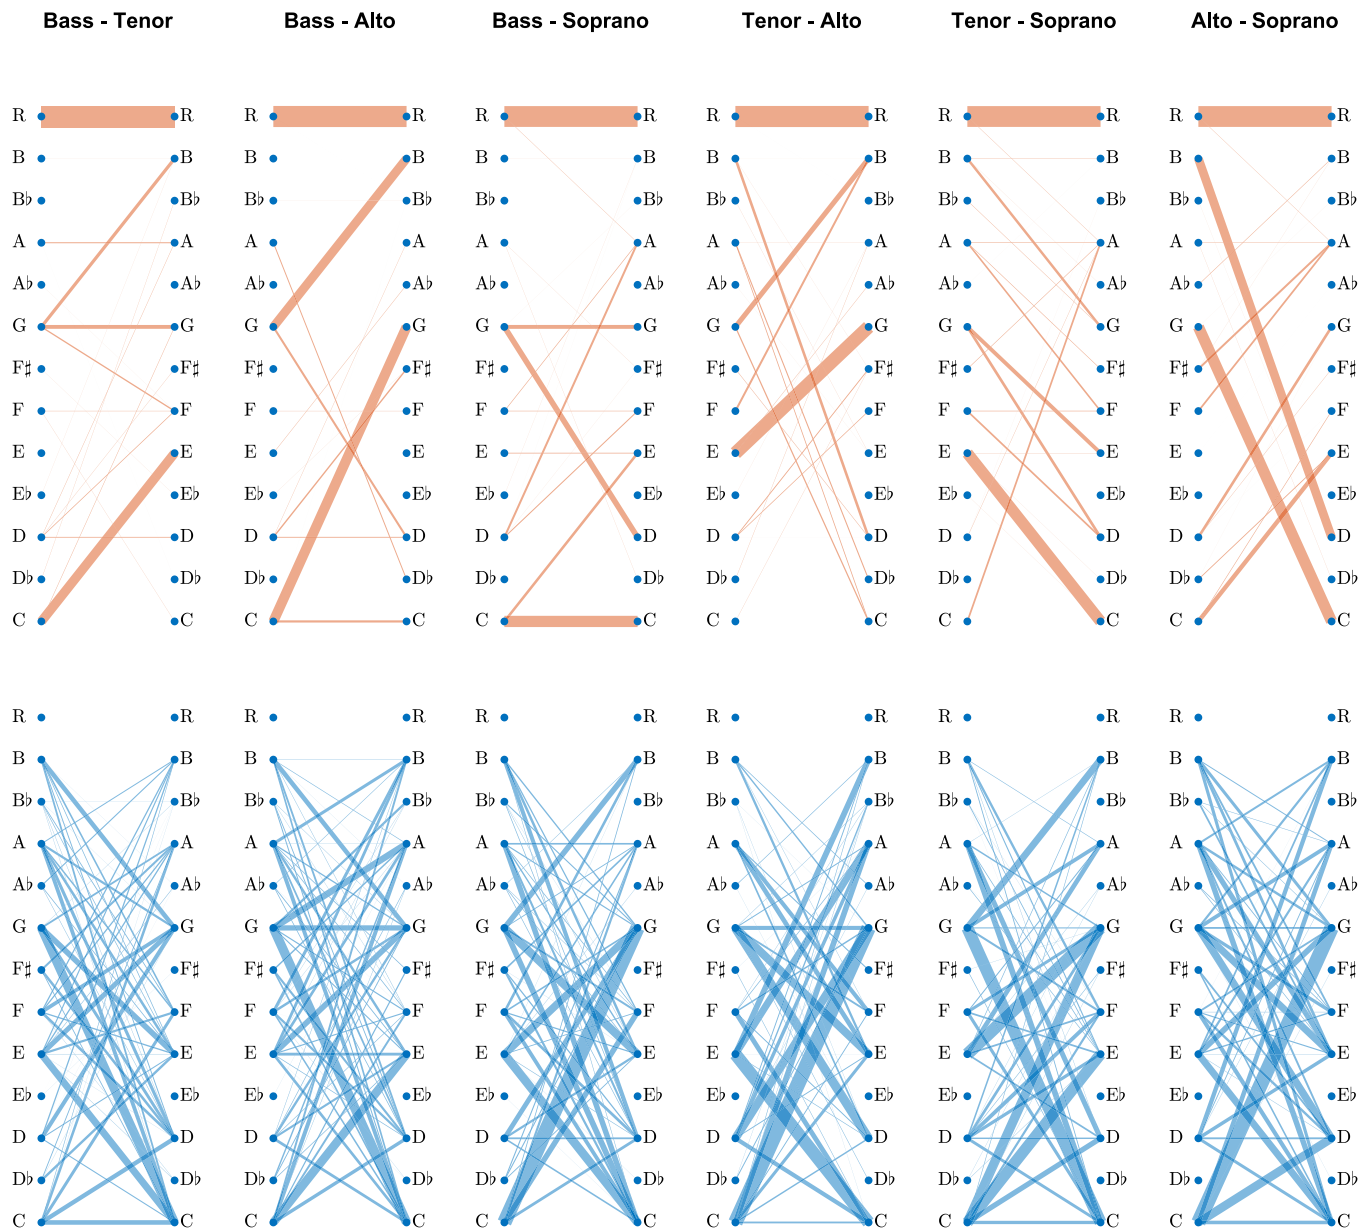 Bass - Tenor Bass - Alto Bass - Soprano Tenor - Alto Tenor - Soprano Alto - Soprano
R R R R R R R R R R R R
B B B B B B B B B B B B
B♭ B♭ B♭ B♭ B♭ B♭ B♭ B♭ B♭ B♭ B♭ B♭
A A A A A A A A A A A A
A♭ A♭ A♭ A♭ A♭ A♭ A♭ A♭ A♭ A♭ A♭ A♭
G G G G G G G G G G G G
F♯ F♯ F♯ F♯ F♯ F♯ F♯ F♯ F♯ F♯ F♯ F♯
F F F F F F F F F F F F
E E E E E E E E E E E E
E♭ E♭ E♭ E♭ E♭ E♭ E♭ E♭ E♭ E♭ E♭ E♭
D D D D D D D D D D D D
D♭ D♭ D♭ D♭ D♭ D♭ D♭ D♭ D♭ D♭ D♭ D♭
C C C C C C C C C C C C
R R R R R R R R R R R R
B B B B B B B B B B B B
B♭ B♭ B♭ B♭ B♭ B♭ B♭ B♭ B♭ B♭ B♭ B♭
A A A A A A A A A A A A
A♭ A♭ A♭ A♭ A♭ A♭ A♭ A♭ A♭ A♭ A♭ A♭
G G G G G G G G G G G G
F♯ F♯ F♯ F♯ F♯ F♯ F♯ F♯ F♯ F♯ F♯ F♯
F F F F F F F F F F F F
E E E E E E E E E E E E
E♭ E♭ E♭ E♭ E♭ E♭ E♭ E♭ E♭ E♭ E♭ E♭
D D D D D D D D D D D D
D♭ D♭ D♭ D♭ D♭ D♭ D♭ D♭ D♭ D♭ D♭ D♭
C C C C C C C C C C C C